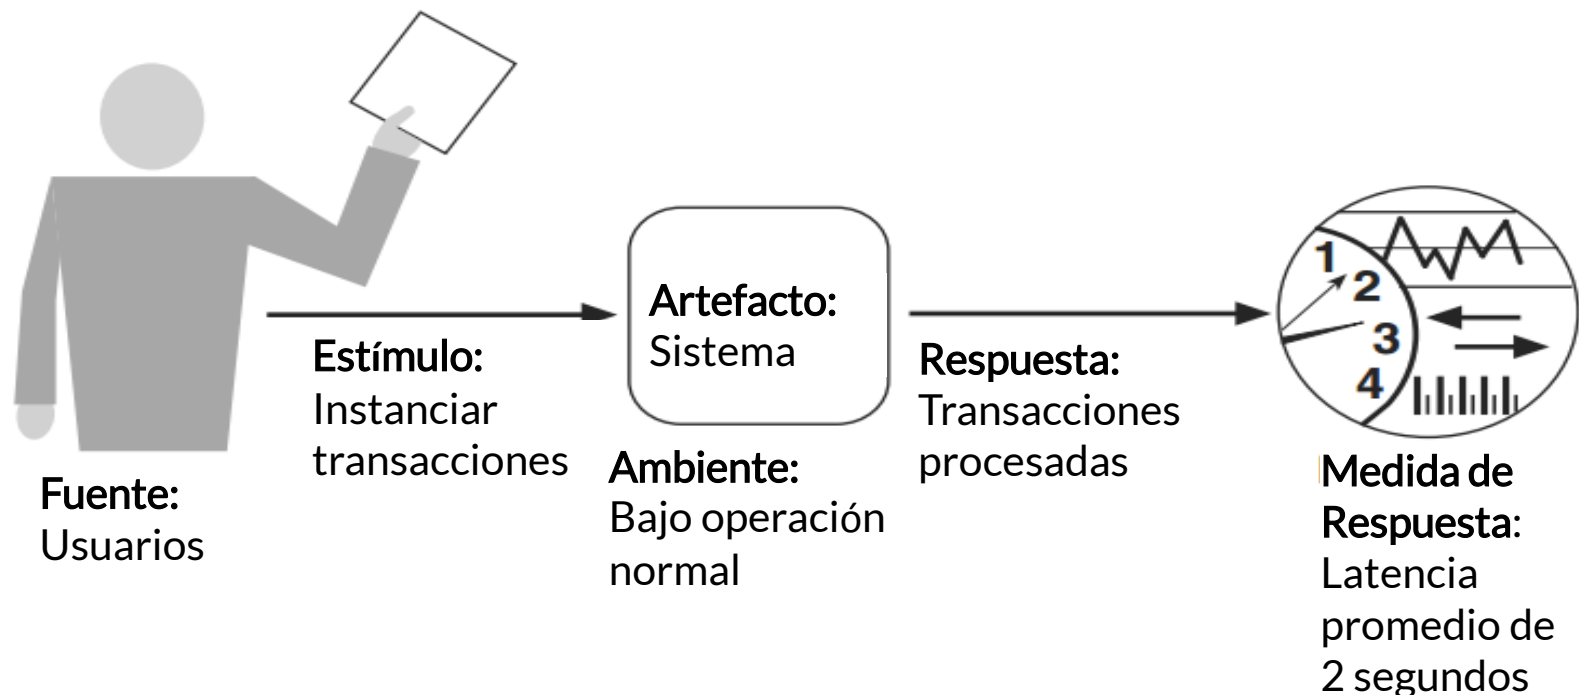 Fuente:
Usuarios
Estímulo:
Instanciar
transacciones
Artefacto:
Sistema
Ambiente:
Bajo operación
normal
Respuesta:
Transacciones
procesadas
1
2
3
4
Medida de
Respuesta:
Latencia
promedio de
2 segundos